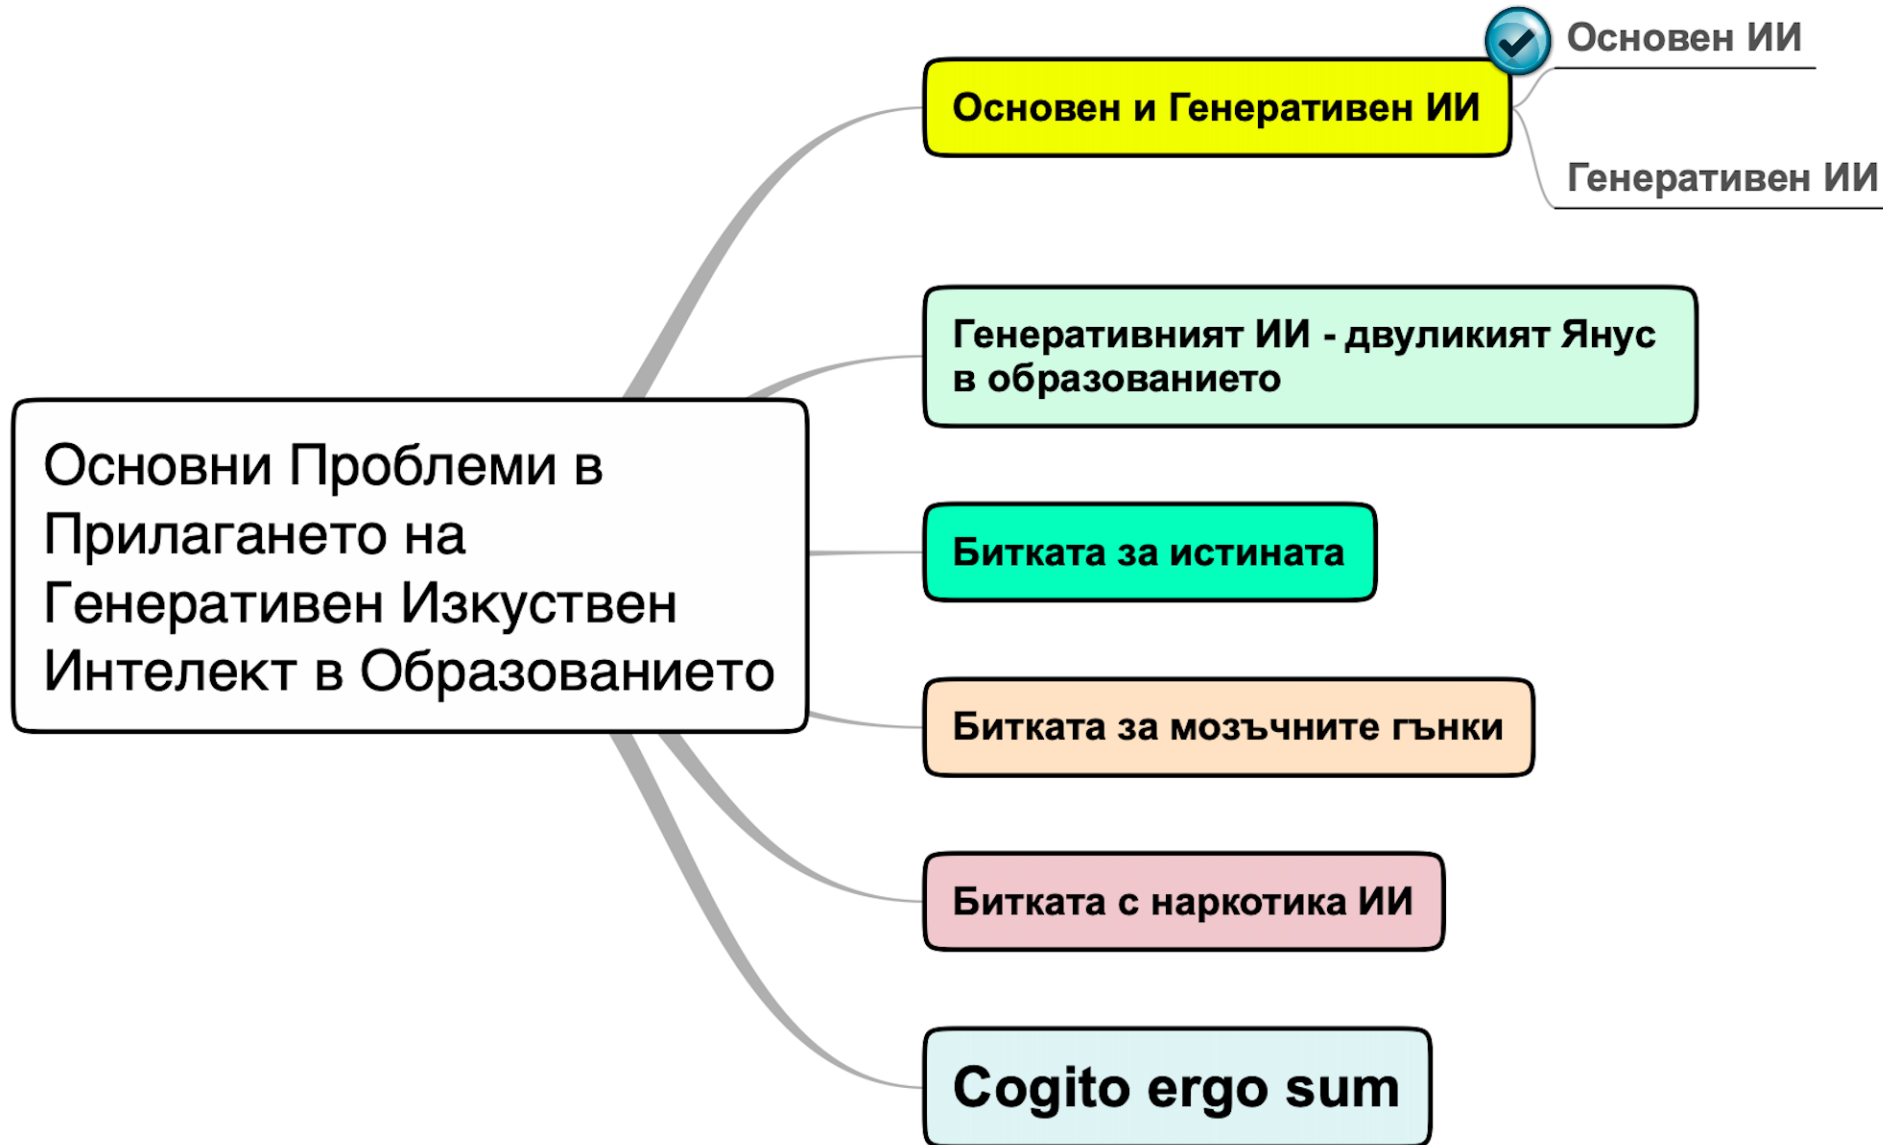 Основни Проблеми в
Прилагането на
Генеративен Изкуствен
Интелект в Образованието
Основен и Генеративен ИИ
Основен ИИ
Генеративен ИИ
Генеративният ИИ - двуликият Янус
в образованието
Битката за истината
Битката за мозъчните гънки
Битката с наркотика ИИ
Cogito ergo sum